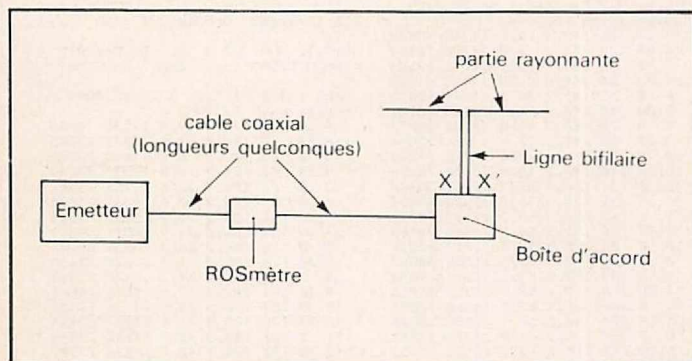 partie rayonnante
cable coaxial
(longueurs quelconques)
Ligne bifilaire
X X'
Emetteur
Boîte d'accord
ROSmètre